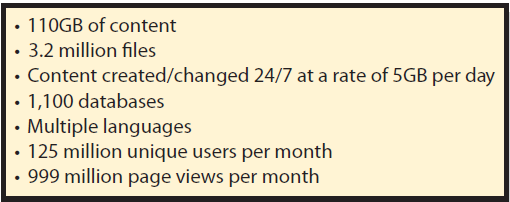 • 110GB of content
• 3.2 million files
• Content created/changed 24/7 at a rate of 5GB per day
• 1,100 databases
• Multiple languages
• 125 million unique users per month
• 999 million page views per month